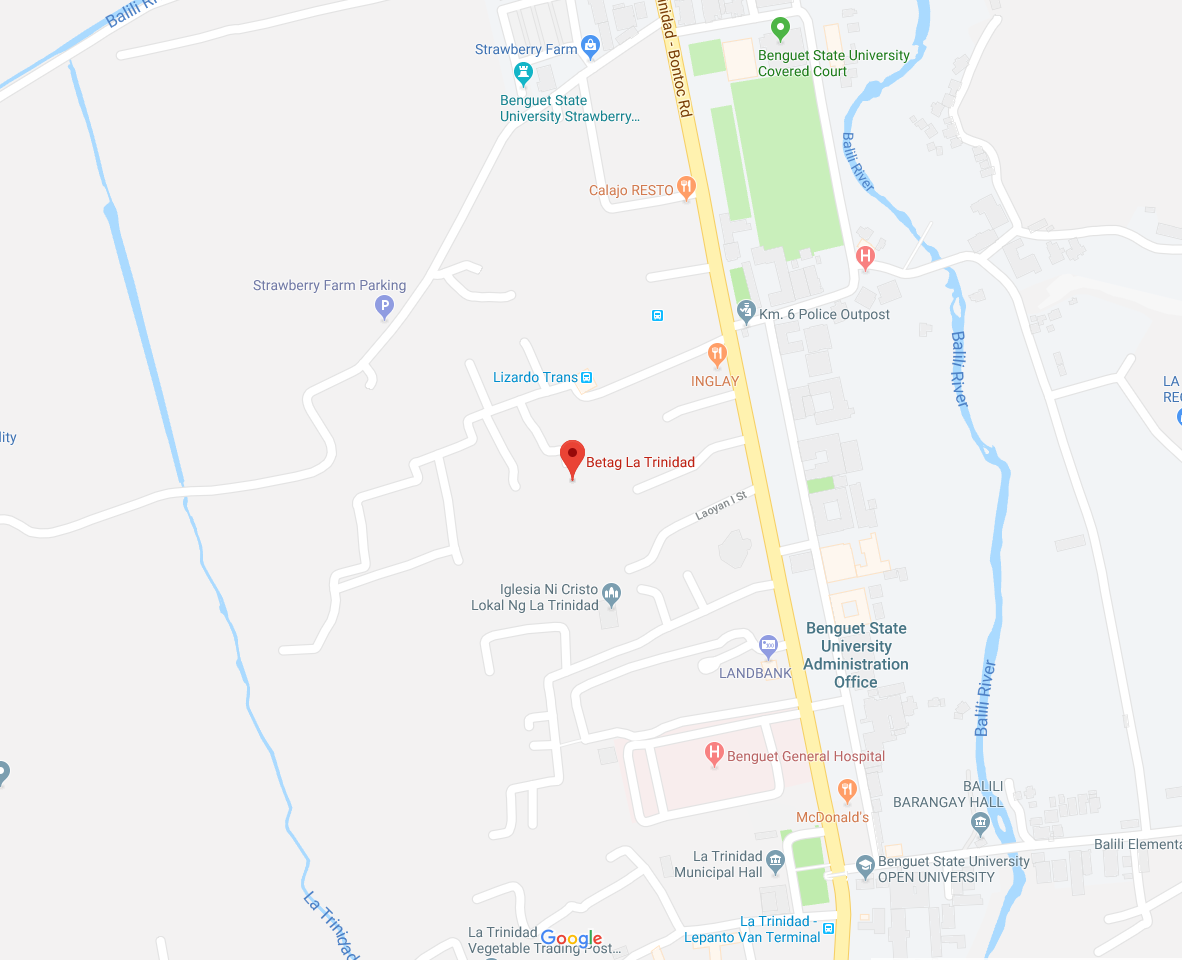 Balili Ri
Strawberry Farm
Benguet State
University Strawberry...
inidad - Bontoc Rd
Benguet State University
Covered Court
Balili River
Calajo RESTO
Strawberry Farm Parking
Km. 6 Police Outpost
Lizardo Trans
INGLAY
Balili River
LA
REG
lity
Betag La Trinidad
Laoyan I St
Iglesia Ni Cristo
Lokal Ng La Trinidad
Benguet State
University
Administration
Office
LANDBANK
Balili River
Benguet General Hospital
McDonald's
BALILI
BARANGAY HALL
Balili Elementa
La Trinidad
Municipal Hall
Benguet State University
OPEN UNIVERSITY
La Trinidad
La Trinidad -
Lepanto Van Terminal
La Trinidad
Vegetable Trading Post...
Google